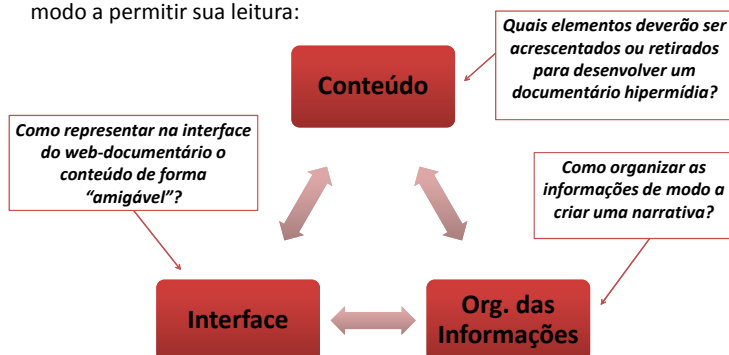 modo a permitir sua leitura:
Quais elementos deverão ser
acrescentados ou retirados
para desenvolver um
documentário hipermídia?
Conteúdo
Como representar na interface
do web-documentário o
conteúdo de forma
“amigável”?
Como organizar as
informações de modo a
criar uma narrativa?
Interface
Org. das
Informações